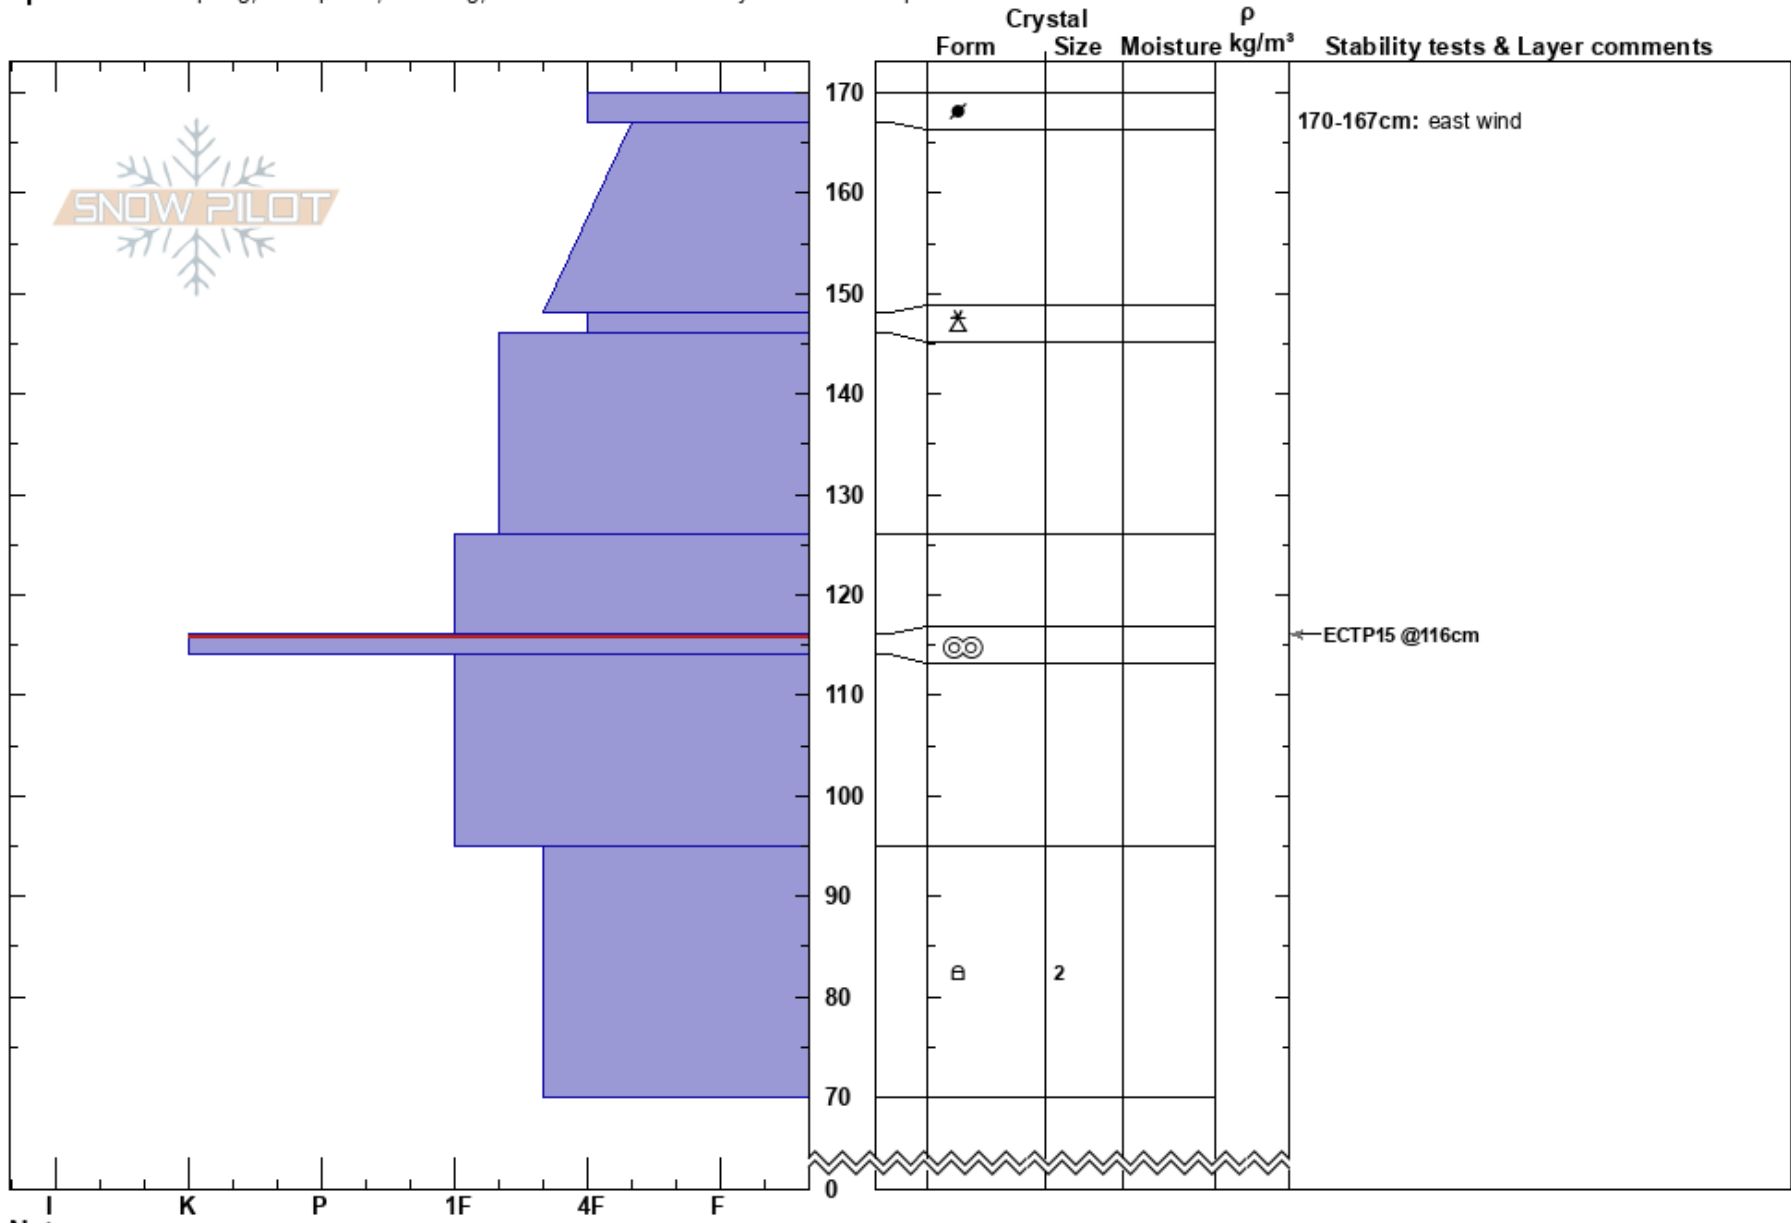 Crystal
ρ
Form Size Moisture kg/m³ Stability tests & Layer comments
170
170-167cm: east wind
SNOW PILOT
160
150
140
130
120
ECTP15 @116cm
110
100
90
2
80
70
0
I K P 1F 4F F